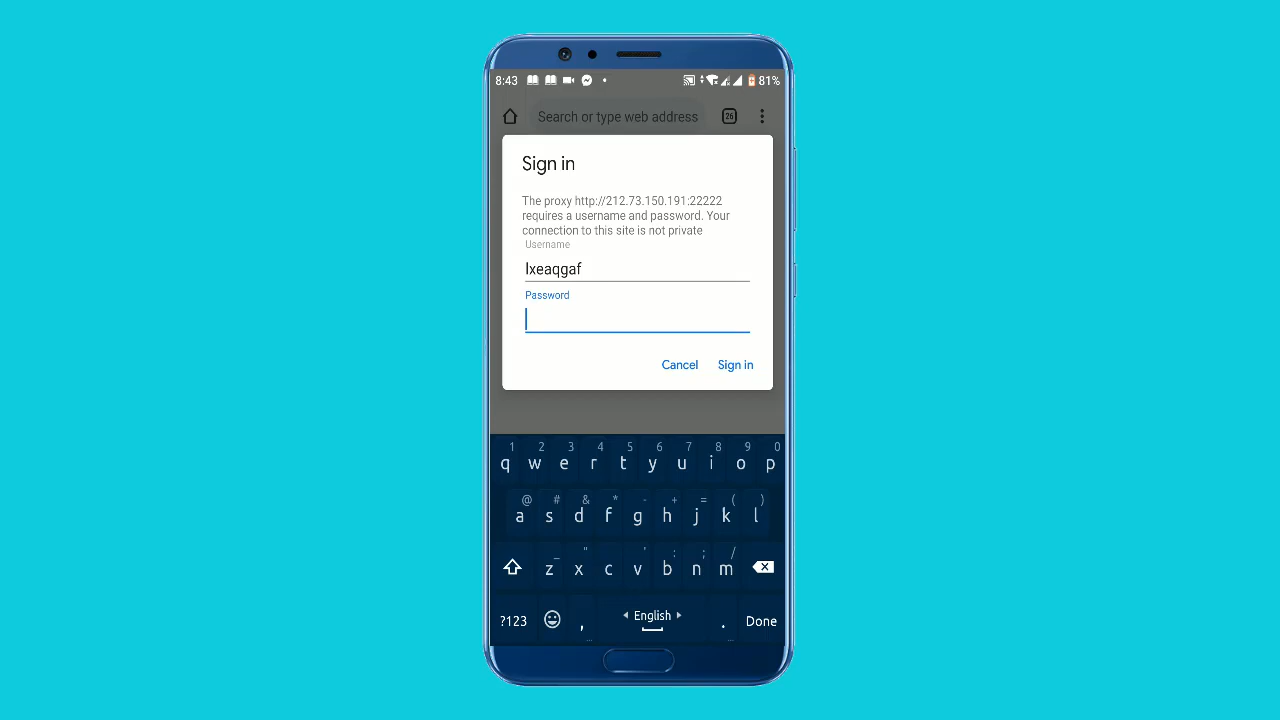 8:43 81%
Search or type web address 26
Sign in
The proxy http://212.73.150.191:22222
requires a username and password. Your
connection to this site is not private
Username
lxeaqgaf
Password
Cancel Sign in
1 2 3 4 5 6 7 8 9 0
q w e r t y u i o p
@ # & * - + = ( )
a s d f g h j k l
_ " ' : ; /
z x c v b n m
?123 , English . Done